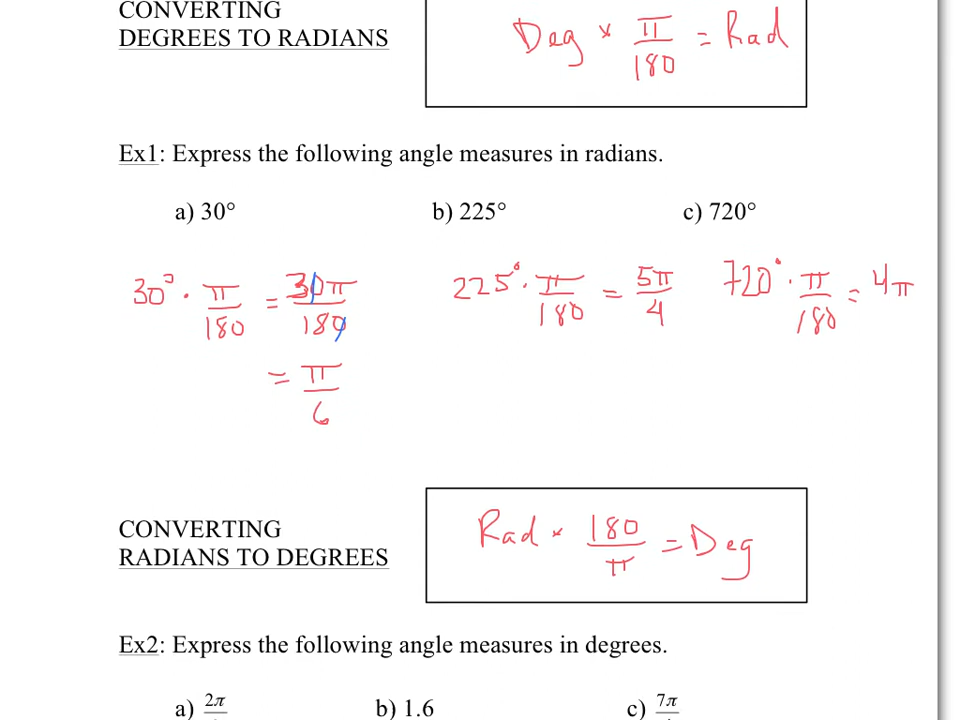 CONVERTING
DEGREES TO RADIANS
Deg × π/180 = Rad
Ex1: Express the following angle measures in radians.
a) 30° b) 225° c) 720°
30° · π/180 = 30π/180 225° · π/180 = 5π/4 720° · π/180 = 4π
= π/6
CONVERTING
RADIANS TO DEGREES
Rad × 180/π = Deg
Ex2: Express the following angle measures in degrees.
a) 2π b) 1.6 c) 7π